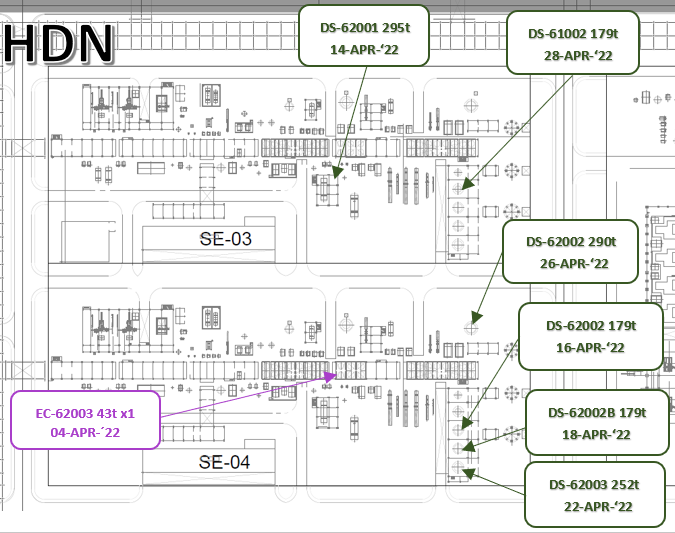 HDN
DS-62001 295t
14-APR-‘22
DS-61002 179t
28-APR-‘22
SE-03
DS-62002 290t
26-APR-‘22
DS-62002 179t
16-APR-‘22
EC-62003 43t x1
04-APR-´22
DS-62002B 179t
18-APR-‘22
SE-04
DS-62003 252t
22-APR-‘22